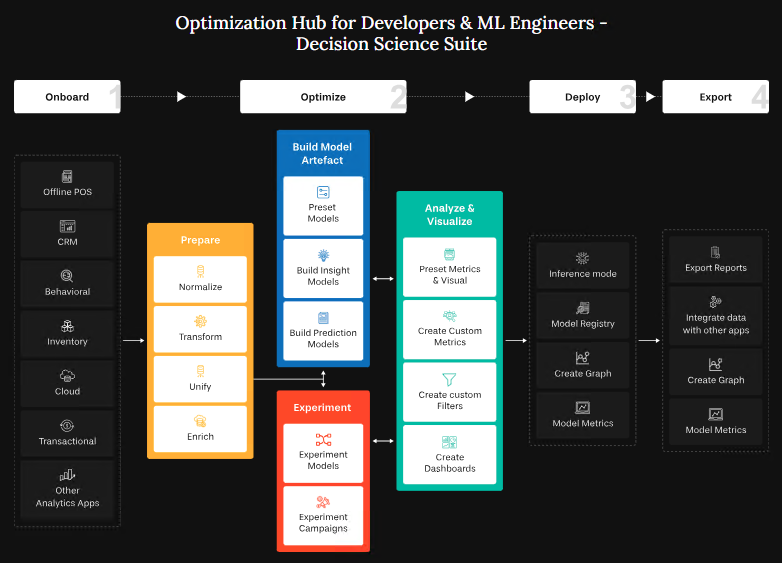 Optimization Hub for Developers & ML Engineers -
Decision Science Suite
Onboard 1
Optimize 2
Deploy 3
Export 4
Offline POS
CRM
Behavioral
Inventory
Cloud
Transactional
Other
Analytics Apps
Prepare
Normalize
Transform
Unify
Enrich
Build Model
Artefact
Preset
Models
Build Insight
Models
Build Prediction
Models
Experiment
Experiment
Models
Experiment
Campaigns
Analyze &
Visualize
Preset Metrics
& Visual
Create Custom
Metrics
Create custom
Filters
Create
Dashboards
Inference mode
Model Registry
Create Graph
Model Metrics
Export Reports
Integrate data
with other apps
Create Graph
Model Metrics